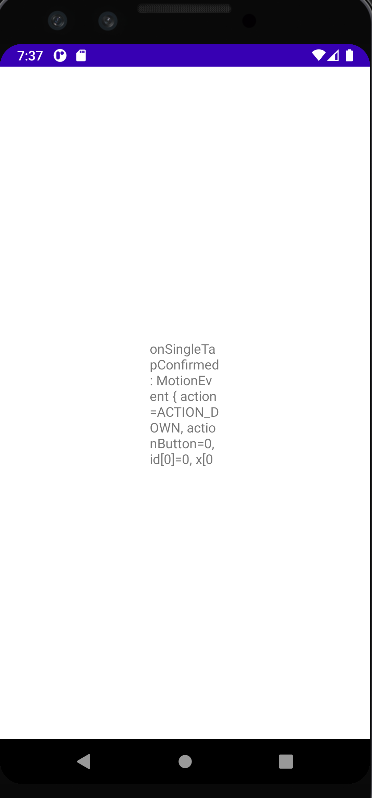 7:37
onSingleTa
pConfirmed
: MotionEv
ent { action
=ACTION_D
OWN, actio
nButton=0,
id[0]=0, x[0